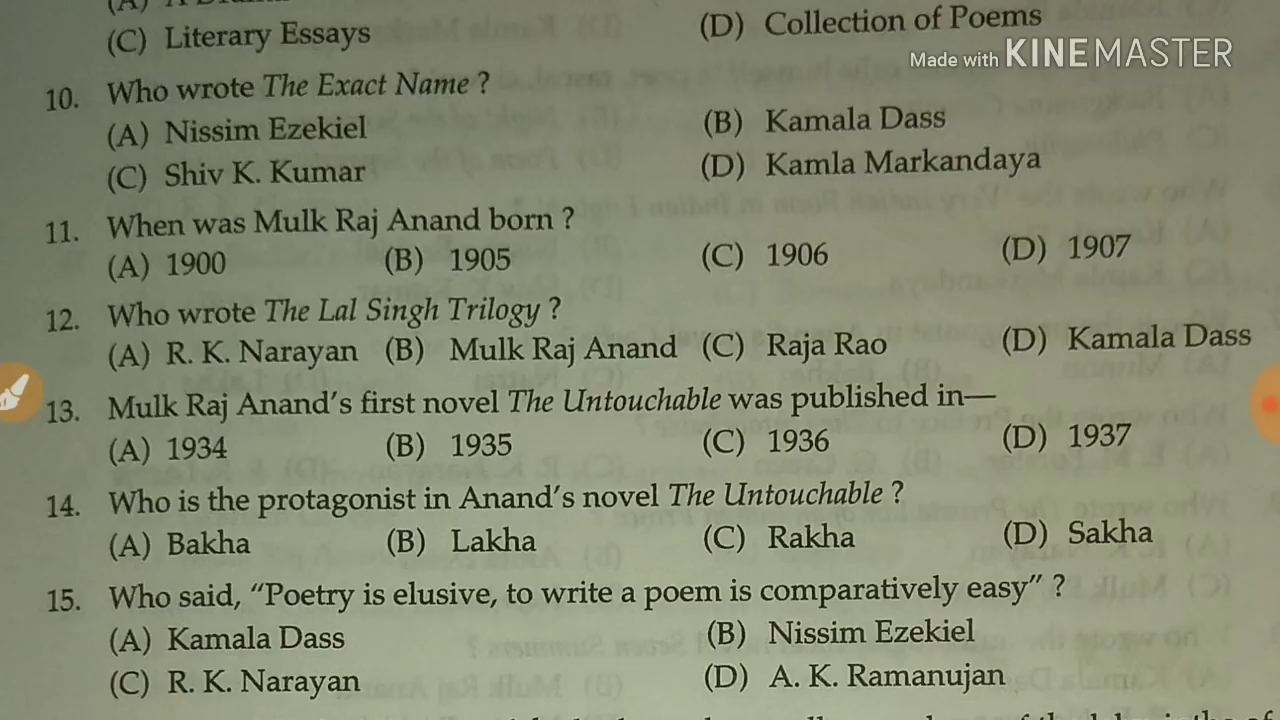 (C) Literary Essays (D) Collection of Poems
Made with KINEMASTER
10. Who wrote The Exact Name ?
(A) Nissim Ezekiel (B) Kamala Dass
(C) Shiv K. Kumar (D) Kamla Markandaya
11. When was Mulk Raj Anand born ?
(A) 1900 (B) 1905 (C) 1906 (D) 1907
12. Who wrote The Lal Singh Trilogy ?
(A) R. K. Narayan (B) Mulk Raj Anand (C) Raja Rao (D) Kamala Dass
13. Mulk Raj Anand's first novel The Untouchable was published in—
(A) 1934 (B) 1935 (C) 1936 (D) 1937
14. Who is the protagonist in Anand's novel The Untouchable ?
(A) Bakha (B) Lakha (C) Rakha (D) Sakha
15. Who said, "Poetry is elusive, to write a poem is comparatively easy" ?
(A) Kamala Dass (B) Nissim Ezekiel
(C) R. K. Narayan (D) A. K. Ramanujan